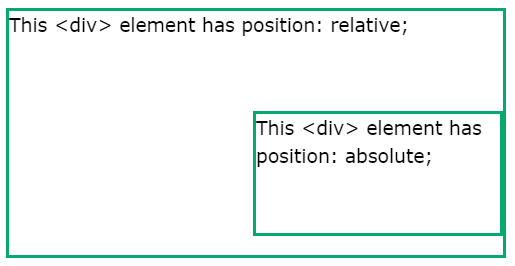 This <div> element has position: relative;
This <div> element has
position: absolute;